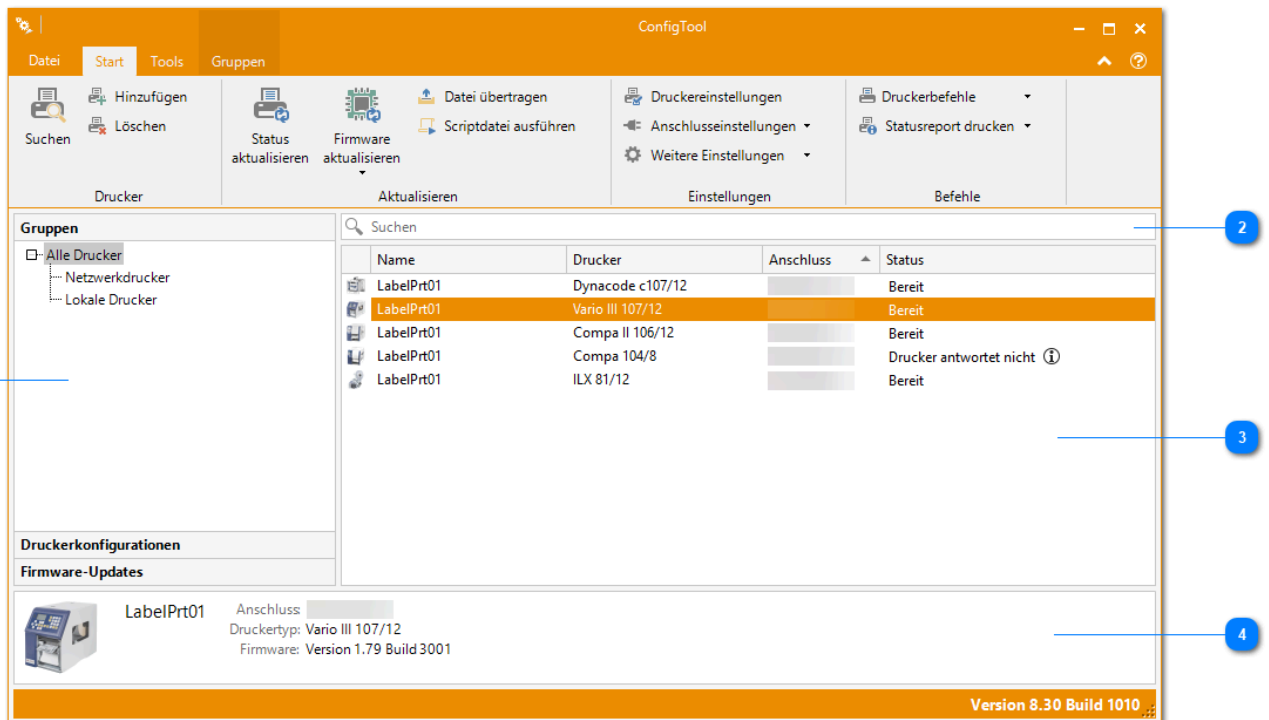 ConfigTool
Datei Start Tools Gruppen
Suchen
Hinzufügen
Löschen
Drucker
Status aktualisieren
Firmware aktualisieren
Datei übertragen
Scriptdatei ausführen
Aktualisieren
Druckereinstellungen
Anschlusseinstellungen
Weitere Einstellungen
Einstellungen
Druckerbefehle
Statusreport drucken
Befehle
Gruppen
Alle Drucker
Netzwerkdrucker
Lokale Drucker
Druckerkonfigurationen
Firmware-Updates
Suchen
2
Name Drucker Anschluss Status
LabelPrt01 Dynacode c107/12 Bereit
LabelPrt01 Vario III 107/12 Bereit
LabelPrt01 Compa II 106/12 Bereit
LabelPrt01 Compa 104/8 Drucker antwortet nicht
LabelPrt01 ILX 81/12 Bereit
3
LabelPrt01
Anschluss
Druckertyp: Vario III 107/12
Firmware: Version 1.79 Build 3001
4
Version 8.30 Build 1010